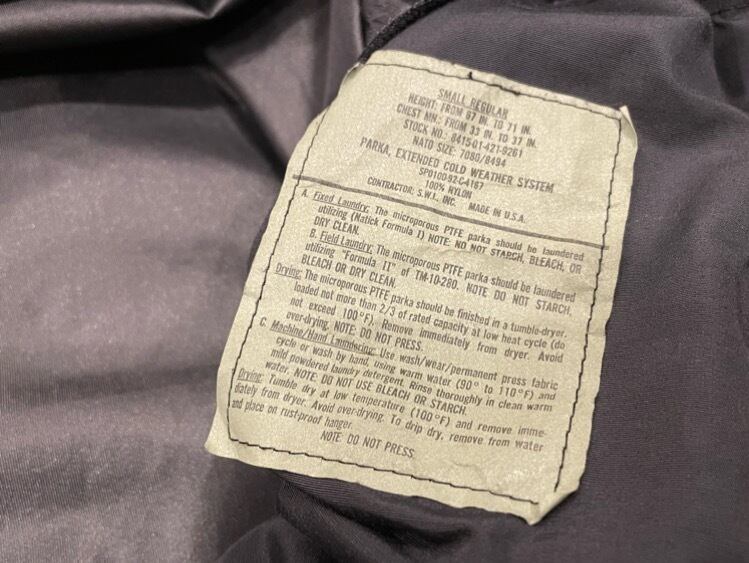 SMALL REGULAR
HEIGHT: FROM 67 IN. TO 71 IN.
CHEST MN.: FROM 33 IN. TO 37 IN.
STOCK NO.: 8415-01-421-9261
NATO SIZE: 7080/8494
PARKA, EXTENDED COLD WEATHER SYSTEM
SP0100-92-C-4167
100% NYLON
CONTRACTOR: S.W.I., INC. MADE IN U.S.A.
A. Fixed Laundry: The microporous PTFE parka should be laundered
utilizing (Natick Formula I) NOTE: NO NOT STARCH, BLEACH, OR
DRY CLEAN.
B. Field Laundry: The microporous PTFE parka should be laundered
utilizing "Formula II" of TM-10-280. NOTE DO NOT STARCH,
BLEACH OR DRY CLEAN.
Drying: The microporous PTFE parka should be finished in a tumble-dryer,
loaded not more than 2/3 of rated capacity at low heat cycle (do
not exceed 100°F). Remove immediately from dryer. Avoid
over-drying. NOTE: DO NOT PRESS.
C. Machine/Hand Laundering: Use wash/wear/permanent press fabric
cycle or wash by hand, using warm water (90° to 110°F) and
mild powdered laundry detergent. Rinse thoroughly in clean warm
water. NOTE: DO NOT USE BLEACH OR STARCH.
Drying: Tumble dry at low temperature (100°F) and remove imme-
diately from dryer. Avoid over-drying. To drip dry, remove from water
and place on rust-proof hanger.
NOTE DO NOT PRESS.